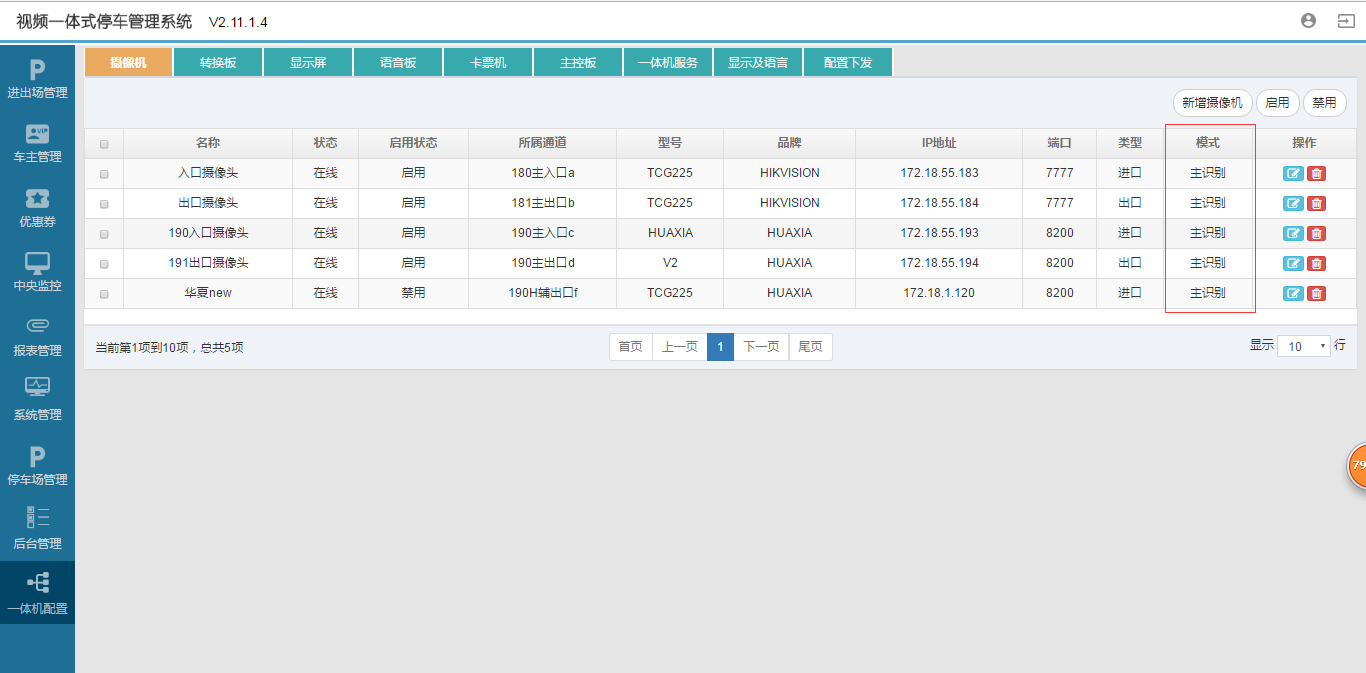 视频一体式停车管理系统 V2.11.1.4
进出场管理
车主管理
优惠券
中央监控
报表管理
系统管理
停车场管理
后台管理
一体机配置
摄像机 转换板 显示屏 语音板 卡票机 主控板 一体机服务 显示及语言 配置下发
新增摄像机 启用 禁用
名称 状态 启用状态 所属通道 型号 品牌 IP地址 端口 类型 模式 操作
入口摄像头 在线 启用 180主入口a TCG225 HIKVISION 172.18.55.183 7777 进口 主识别
出口摄像头 在线 启用 181主出口b TCG225 HIKVISION 172.18.55.184 7777 出口 主识别
190入口摄像头 在线 启用 190主入口c HUAXIA HUAXIA 172.18.55.193 8200 进口 主识别
191出口摄像头 在线 启用 190主出口d V2 HUAXIA 172.18.55.194 8200 出口 主识别
华夏new 在线 禁用 190H辅出口f TCG225 HUAXIA 172.18.1.120 8200 进口 主识别
当前第1项到10项，总共5项 首页 上一页 1 下一页 尾页 显示 10 行
79